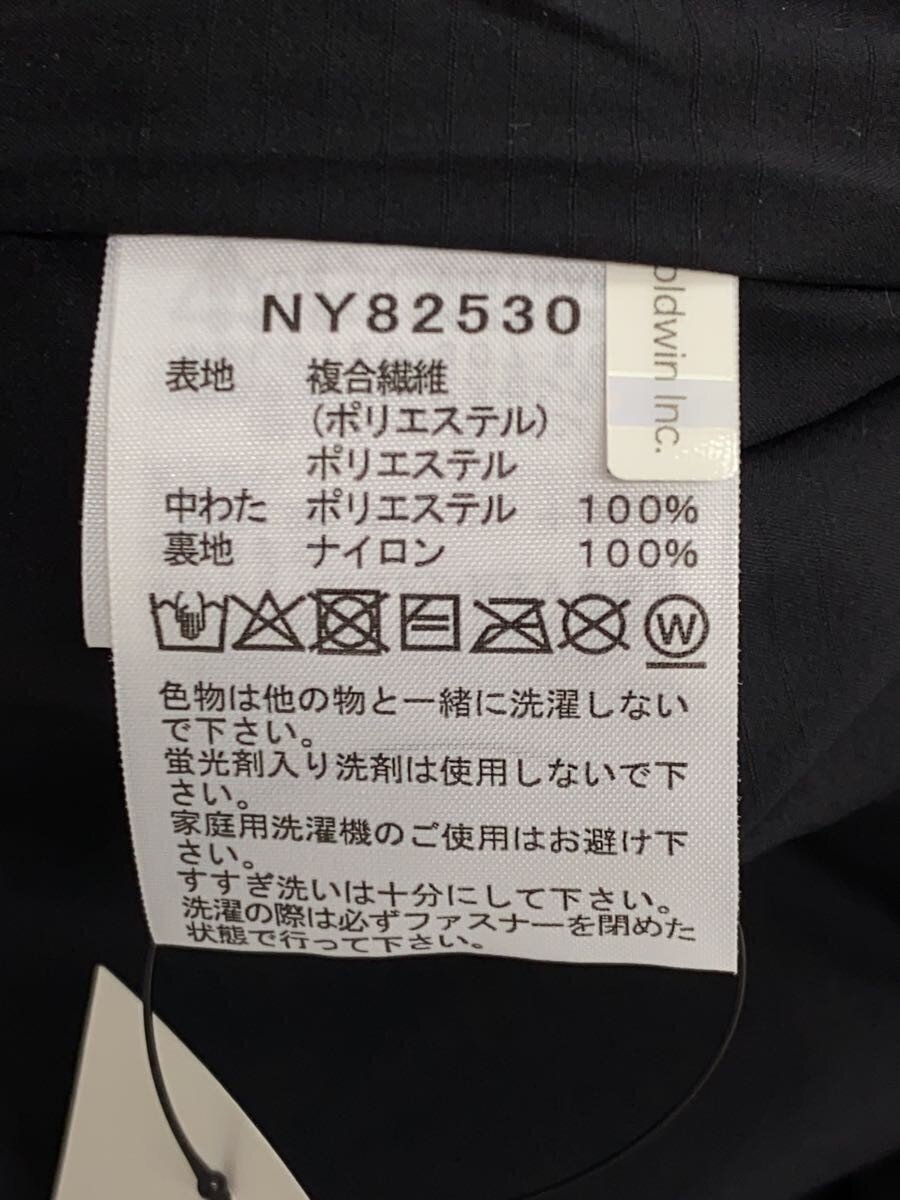 NY82530
oldwin Inc.
表地 複合繊維
(ポリエステル)
ポリエステル
中わた ポリエステル 100%
裏地 ナイロン 100%
W
色物は他の物と一緒に洗濯しない
で下さい。
蛍光剤入り洗剤は使用しないで下
さい。
家庭用洗濯機のご使用はお避け下
さい。
すすぎ洗いは十分にして下さい。
洗濯の際は必ずファスナーを閉めた
状態で行って下さい。